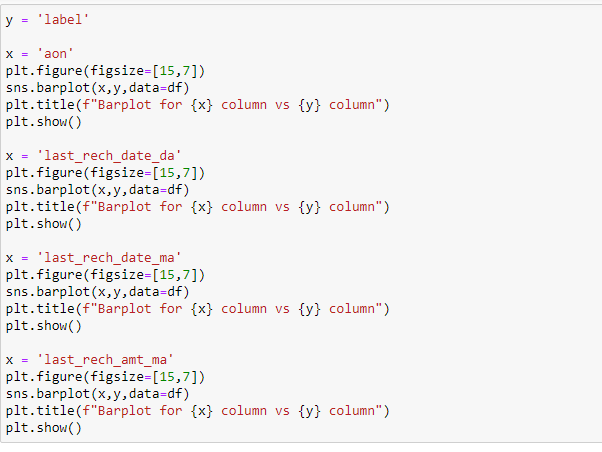 y = 'label'
x = 'aon'
plt.figure(figsize=[15,7])
sns.barplot(x,y,data=df)
plt.title(f"Barplot for {x} column vs {y} column")
plt.show()
x = 'last_rech_date_da'
plt.figure(figsize=[15,7])
sns.barplot(x,y,data=df)
plt.title(f"Barplot for {x} column vs {y} column")
plt.show()
x = 'last_rech_date_ma'
plt.figure(figsize=[15,7])
sns.barplot(x,y,data=df)
plt.title(f"Barplot for {x} column vs {y} column")
plt.show()
x = 'last_rech_amt_ma'
plt.figure(figsize=[15,7])
sns.barplot(x,y,data=df)
plt.title(f"Barplot for {x} column vs {y} column")
plt.show()